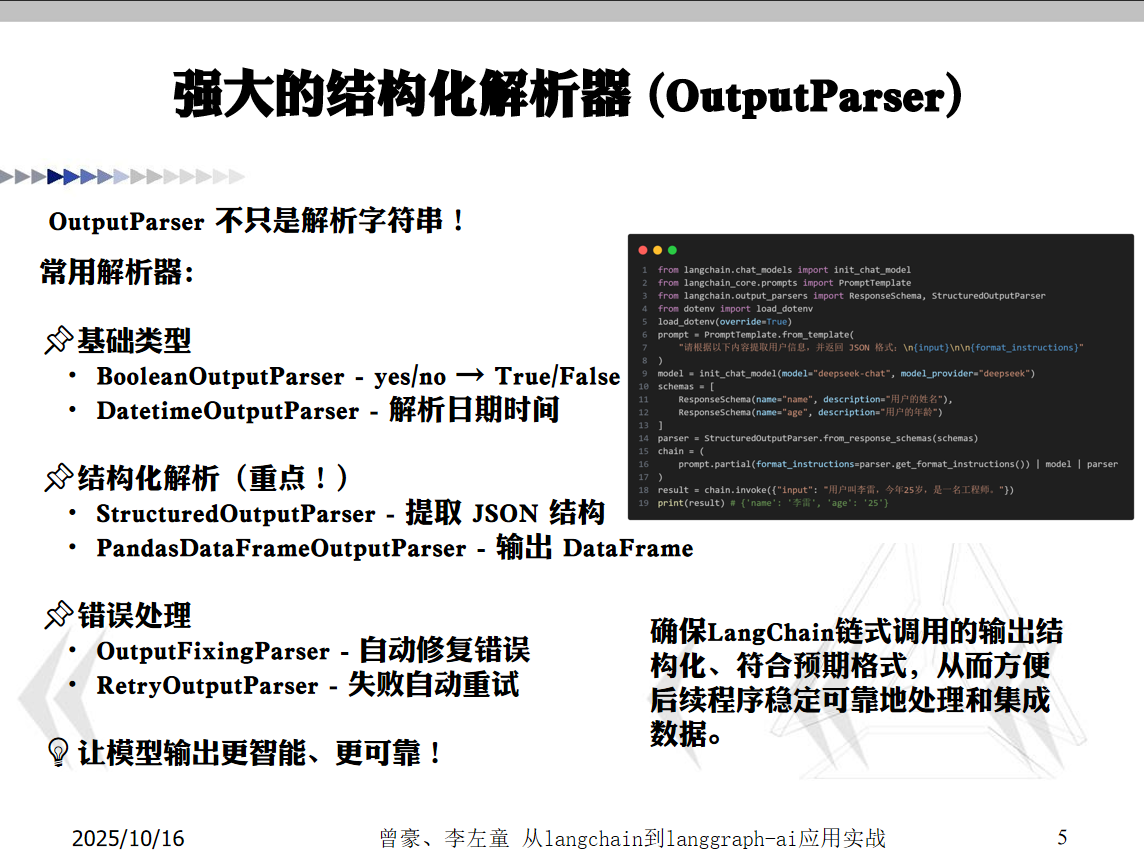 强大的结构化解析器 (OutputParser)
OutputParser 不只是解析字符串！
常用解析器：
📌基础类型
• BooleanOutputParser - yes/no → True/False
• DatetimeOutputParser - 解析日期时间
📌结构化解析（重点！）
• StructuredOutputParser - 提取 JSON 结构
• PandasDataFrameOutputParser - 输出 DataFrame
📌错误处理
• OutputFixingParser - 自动修复错误
• RetryOutputParser - 失败自动重试
💡让模型输出更智能、更可靠！
1 from langchain.chat_models import init_chat_model
2 from langchain_core.prompts import PromptTemplate
3 from langchain.output_parsers import ResponseSchema, StructuredOutputParser
4 from dotenv import load_dotenv
5 load_dotenv(override=True)
6 prompt = PromptTemplate.from_template(
7     "请根据以下内容提取用户信息，并返回 JSON 格式：\n{input}\n\n{format_instructions}"
8 )
9 model = init_chat_model(model="deepseek-chat", model_provider="deepseek")
10 schemas = [
11     ResponseSchema(name="name", description="用户的姓名"),
12     ResponseSchema(name="age", description="用户的年龄")
13 ]
14 parser = StructuredOutputParser.from_response_schemas(schemas)
15 chain = (
16     prompt.partial(format_instructions=parser.get_format_instructions()) | model | parser
17 )
18 result = chain.invoke({"input": "用户叫李雷，今年25岁，是一名工程师。"})
19 print(result) # {'name': '李雷', 'age': '25'}
确保LangChain链式调用的输出结
构化、符合预期格式，从而方便
后续程序稳定可靠地处理和集成
数据。
2025/10/16
曾豪、李左童 从langchain到langgraph-ai应用实战
5